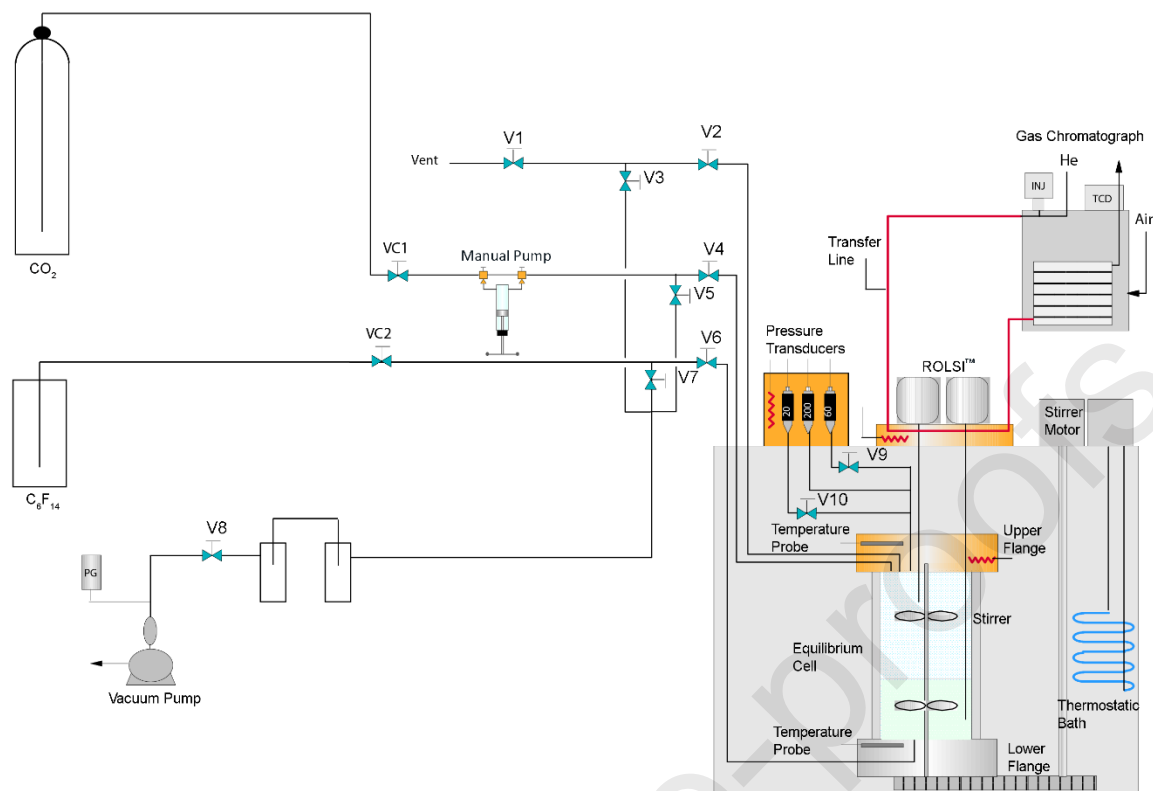 V1
V2
Gas Chromatograph
Vent
He
V3
INJ
TCD
Air
Transfer
Line
CO₂
VC1
Manual Pump
V4
V5
VC2
V6
Pressure
Transducers
V7
ROLSI™
20
200
60
Stirrer
Motor
V9
C₆F₁₄
V10
V8
Temperature
Probe
Upper
Flange
PG
Stirrer
Equilibrium
Cell
Vacuum Pump
Thermostatic
Bath
Temperature
Probe
Lower
Flange
-proofs